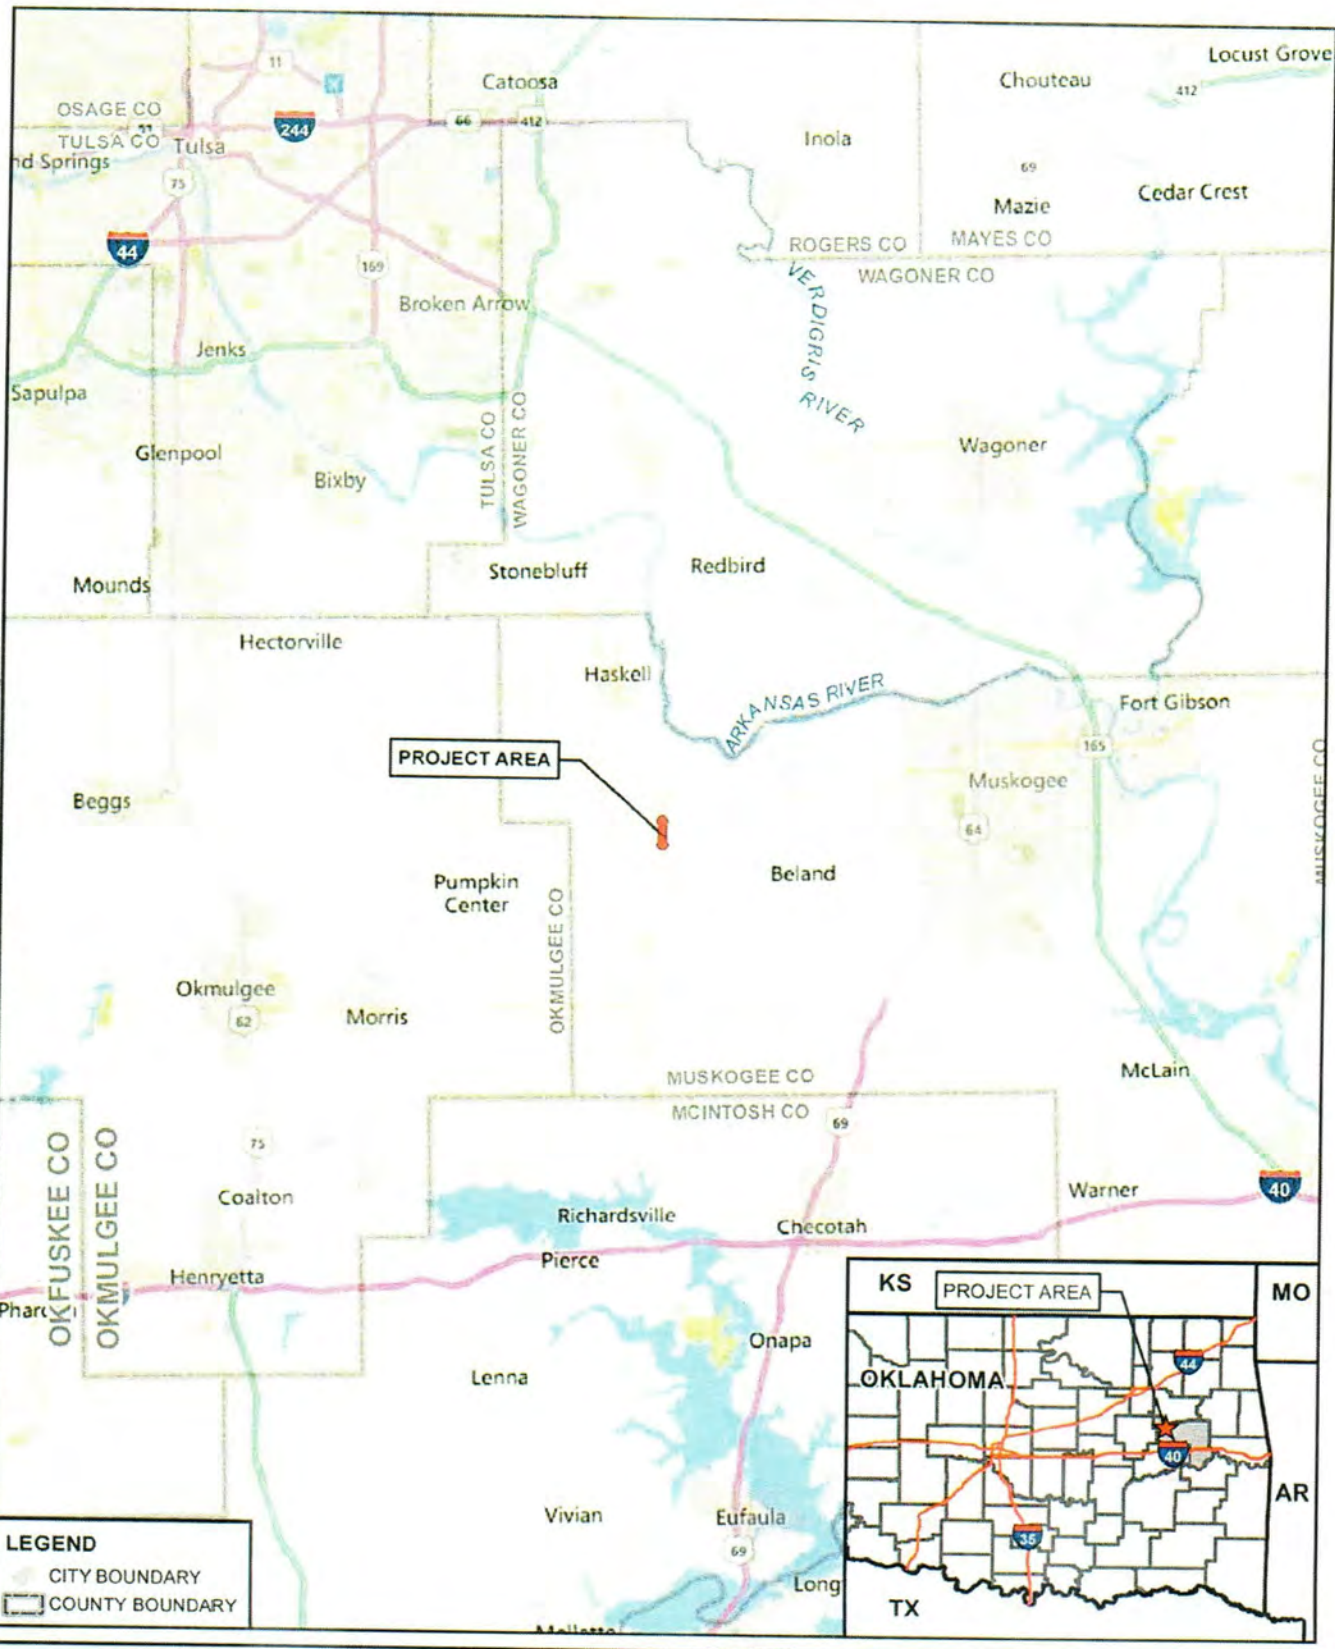 Locust Grove
Chouteau
Catoosa
11
412
OSAGE CO
244
66
412
51
TULSA CO
Tulsa
Inola
nd Springs
69
75
Cedar Crest
Mazie
ROGERS CO
MAYES CO
44
169
WAGONER CO
VERDIGRIS RIVER
Broken Arrow
Jenks
Sapulpa
TULSA CO
WAGONER CO
Glenpool
Wagoner
Bixby
Stonebluff
Redbird
Mounds
Hectorville
Haskell
ARKANSAS RIVER
Fort Gibson
165
PROJECT AREA
MUSKOGEE CO
Muskogee
Beggs
64
Beland
Pumpkin
Center
OKMULGEE CO
Okmulgee
62
Morris
McLain
MUSKOGEE CO
MCINTOSH CO
69
OKFUSKEE CO
OKMULGEE CO
75
Coalton
Warner
40
Richardsville
Checotah
Pierce
Henryetta
KS
PROJECT AREA
MO
Onapa
44
OKLAHOMA
Lenna
40
AR
Vivian
Eufaula
35
69
LEGEND
CITY BOUNDARY
COUNTY BOUNDARY
Long
TX